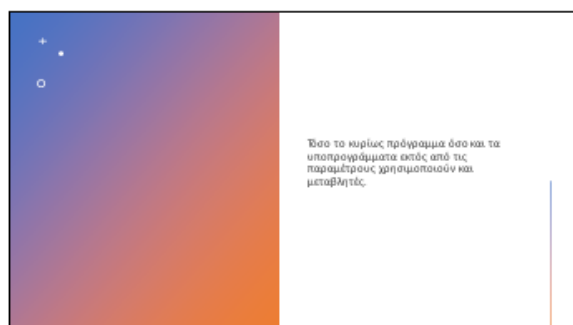 Τόσο το κυρίως πρόγραμμα όσο και τα
υποπρογράμματα εκτός από τις
παραμέτρους χρησιμοποιούν και
μεταβλητές.